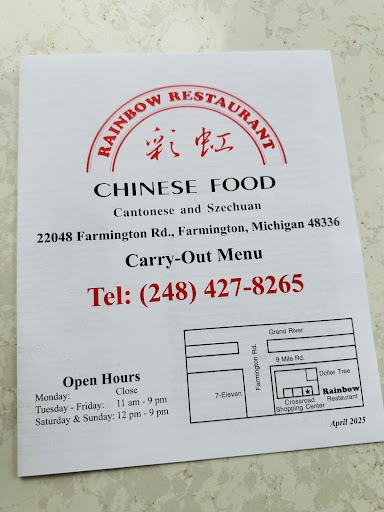 RAINBOW RESTAURANT
彩虹
CHINESE FOOD
Cantonese and Szechuan
22048 Farmington Rd., Farmington, Michigan 48336
Carry-Out Menu
Tel: (248) 427-8265
Open Hours
Monday: Close
Tuesday - Friday: 11 am - 9 pm
Saturday & Sunday: 12 pm - 9 pm
Grand River
Farmington Rd.
9 Mile Rd.
Doller Tree
7-Eleven
Rainbow
Restaurant
Crossroad
Shopping Center
April 2025